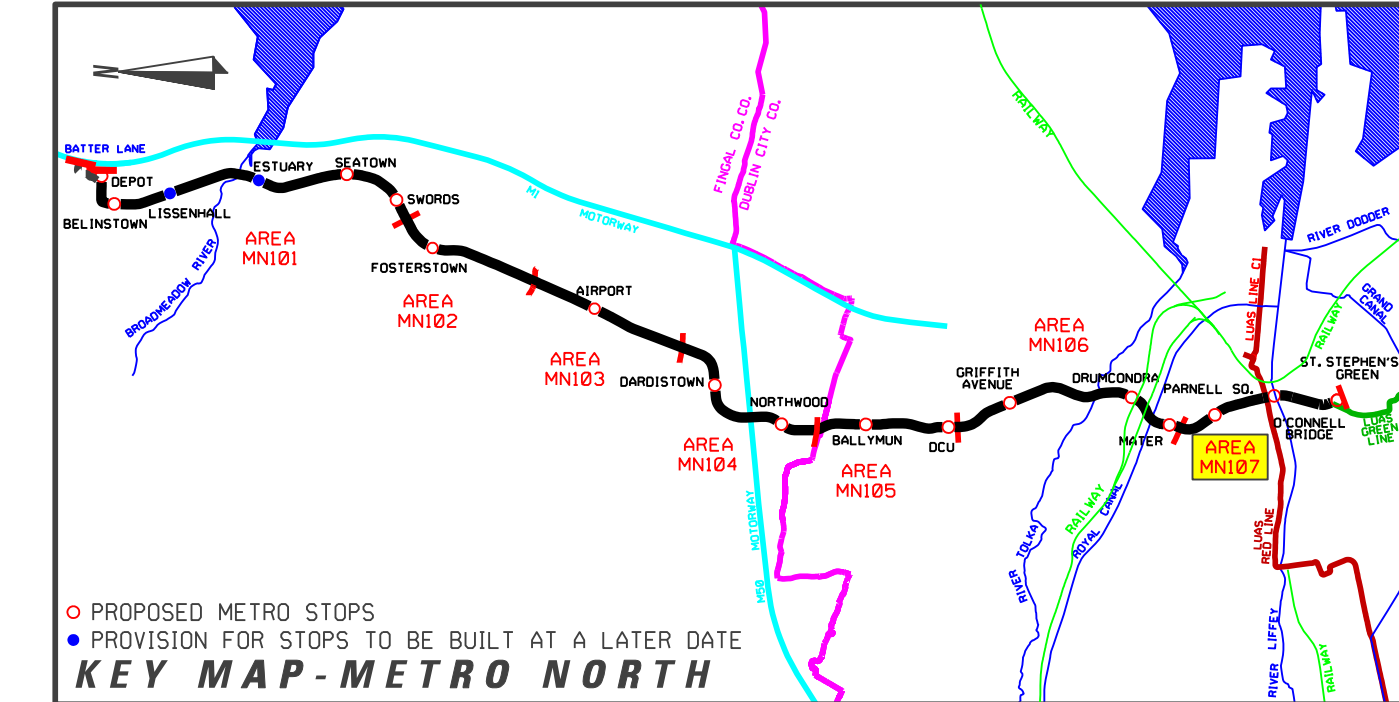 N
BATTER LANE
DEPOT
BELINSTOWN
LISSENHALL
ESTUARY
SEATOWN
SWORDS
BROADMEADOW RIVER
AREA
MN101
FOSTERSTOWN
AREA
MN102
M1
MOTORWAY
AIRPORT
AREA
MN103
DARDISTOWN
FINGAL CO. CO.
DUBLIN CITY CO.
NORTHWOOD
AREA
MN104
MOTORWAY
M50
BALLYMUN
AREA
MN105
DCU
GRIFFITH
AVENUE
AREA
MN106
DRUMCONDRA
MATER
PARNELL SQ.
AREA
MN107
O'CONNELL
BRIDGE
ST. STEPHEN'S
GREEN
LUAS
GREEN
LINE
RAILWAY
LUAS LINE C1
RIVER DODDER
GRAND
CANAL
RAILWAY
RAILWAY
ROYAL CANAL
RIVER TOLKA
LUAS
RED LINE
RIVER LIFFEY
RAILWAY
PROPOSED METRO STOPS
PROVISION FOR STOPS TO BE BUILT AT A LATER DATE
KEY MAP-METRO NORTH